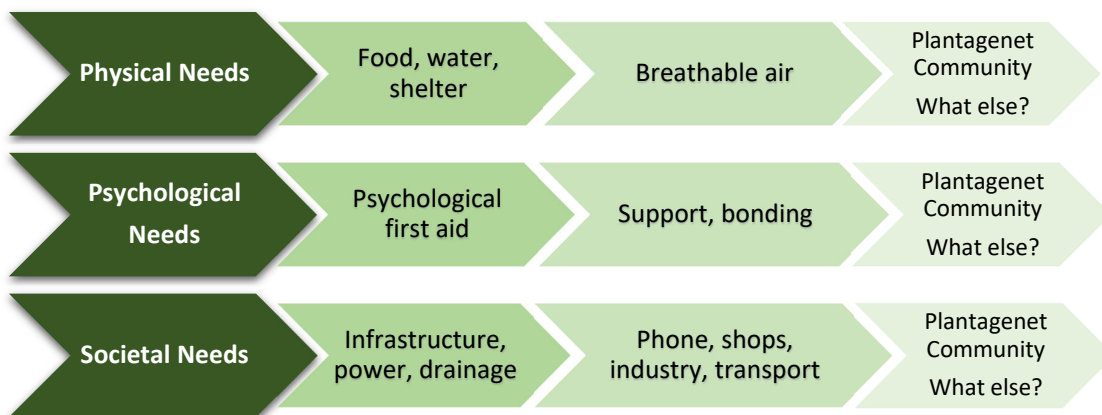 Physical Needs
Food, water,
shelter
Breathable air
Plantagenet
Community
What else?
Psychological
Needs
Psychological
first aid
Support, bonding
Plantagenet
Community
What else?
Societal Needs
Infrastructure,
power, drainage
Phone, shops,
industry, transport
Plantagenet
Community
What else?